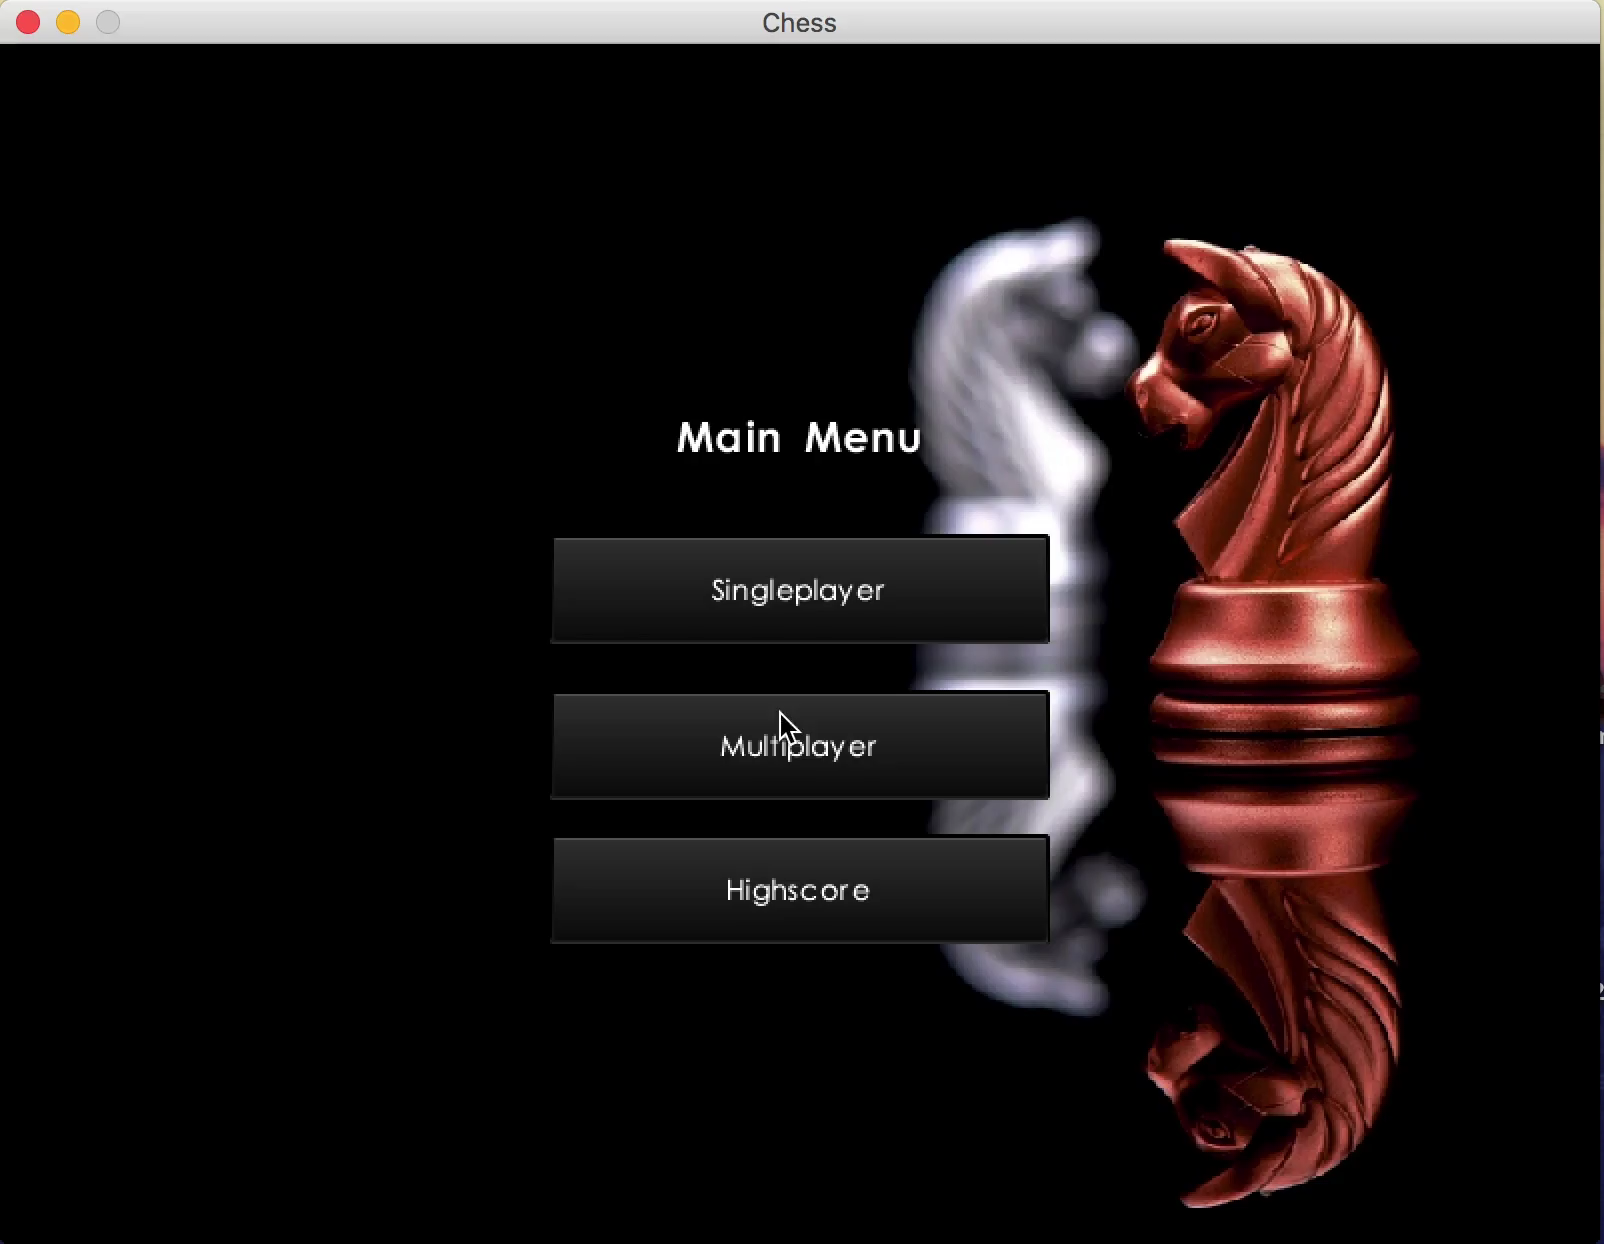 Chess
Main Menu
Singleplayer
Multiplayer
Highscore